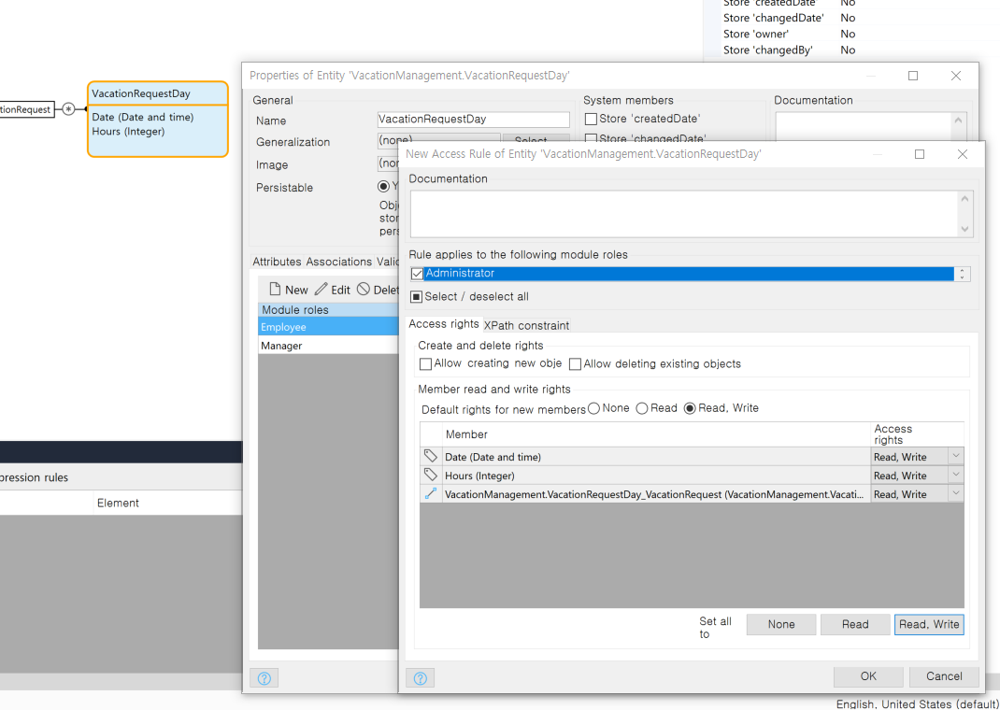 Store 'createdDate' No
Store 'changedDate' No
Store 'owner' No
Store 'changedBy' No
Properties of Entity 'VacationManagement.VacationRequestDay'
VacationRequestDay
tionRequest
Date (Date and time)
Hours (Integer)
General
Name VacationRequestDay
Generalization (none) Select
Image (non
Persistable Y
Obj
stor
pers
System members
Store 'createdDate'
Store 'changedDate'
Documentation
Attributes Associations Valid
New Edit Delet
Module roles
Employee
Manager
New Access Rule of Entity 'VacationManagement.VacationRequestDay'
Documentation
Rule applies to the following module roles
Administrator
Select / deselect all
Access rights XPath constraint
Create and delete rights
Allow creating new obje Allow deleting existing objects
Member read and write rights
Default rights for new members None Read Read, Write
Member Access
rights
Date (Date and time) Read, Write
Hours (Integer) Read, Write
VacationManagement.VacationRequestDay_VacationRequest (VacationManagement.Vacati... Read, Write
Set all
to
None Read Read, Write
OK Cancel
pression rules
Element
English, United States (default)